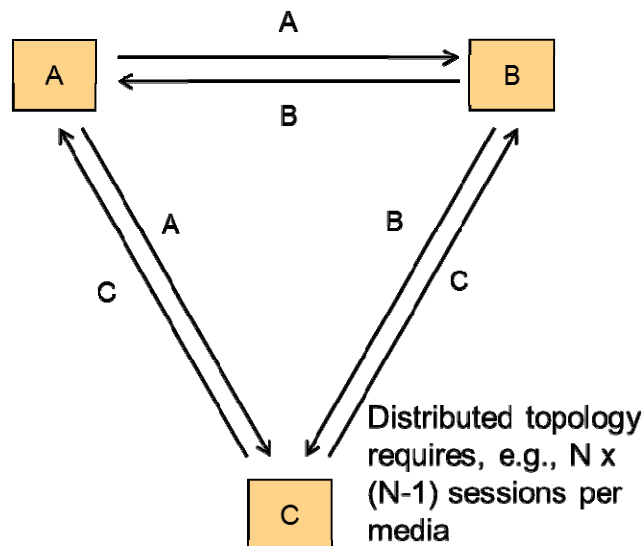 A
A
B
B
A
B
C
C
Distributed topology
requires, e.g., N x
(N-1) sessions per
media
C